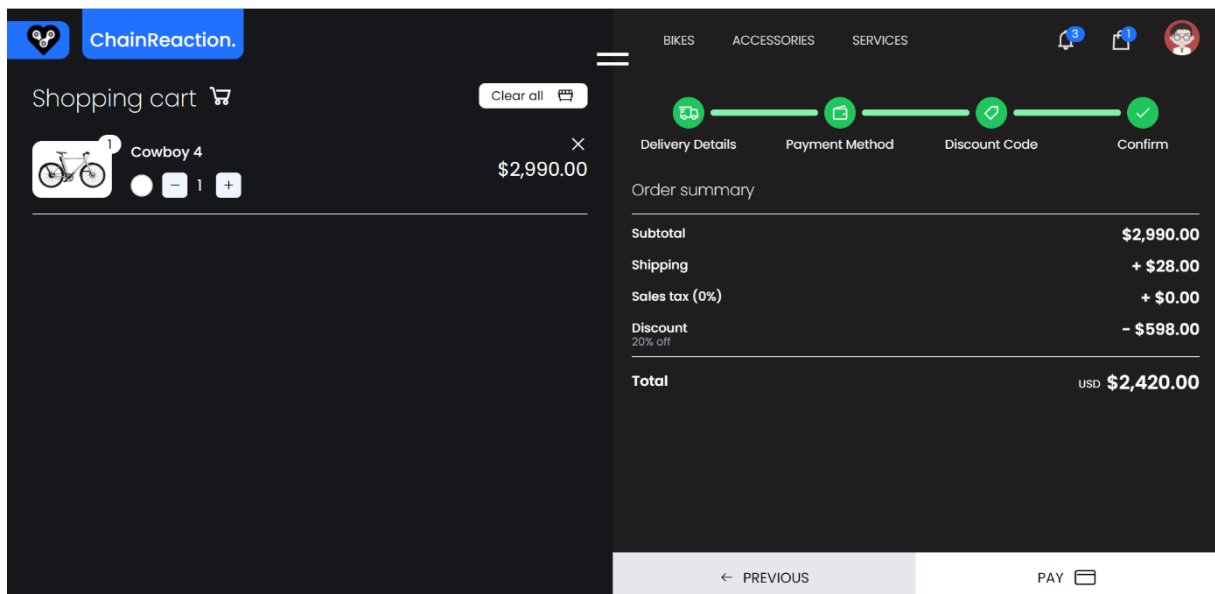 ChainReaction.
Shopping cart
Clear all
1
Cowboy 4
$2,990.00
− 1 +
BIKES ACCESSORIES SERVICES
3
1
Delivery Details Payment Method Discount Code Confirm
Order summary
Subtotal $2,990.00
Shipping + $28.00
Sales tax (0%) + $0.00
Discount - $598.00
20% off
Total USD $2,420.00
← PREVIOUS
PAY